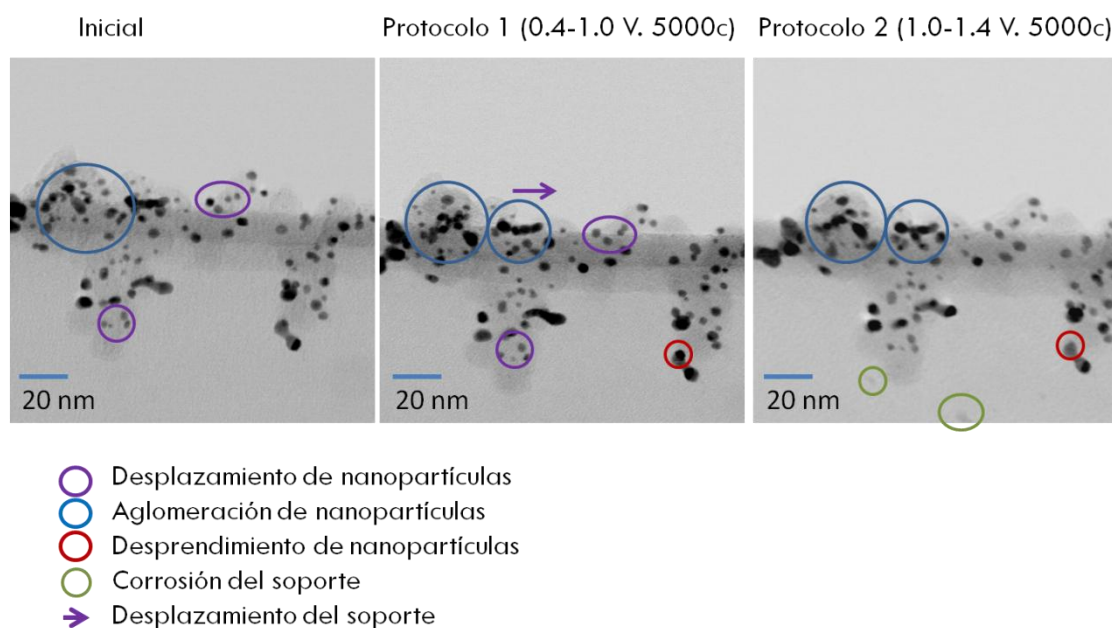 Inicial
Protocolo 1 (0.4-1.0 V. 5000c)
Protocolo 2 (1.0-1.4 V. 5000c)
20 nm
20 nm
20 nm
Desplazamiento de nanopartículas
Aglomeración de nanopartículas
Desprendimiento de nanopartículas
Corrosión del soporte
Desplazamiento del soporte